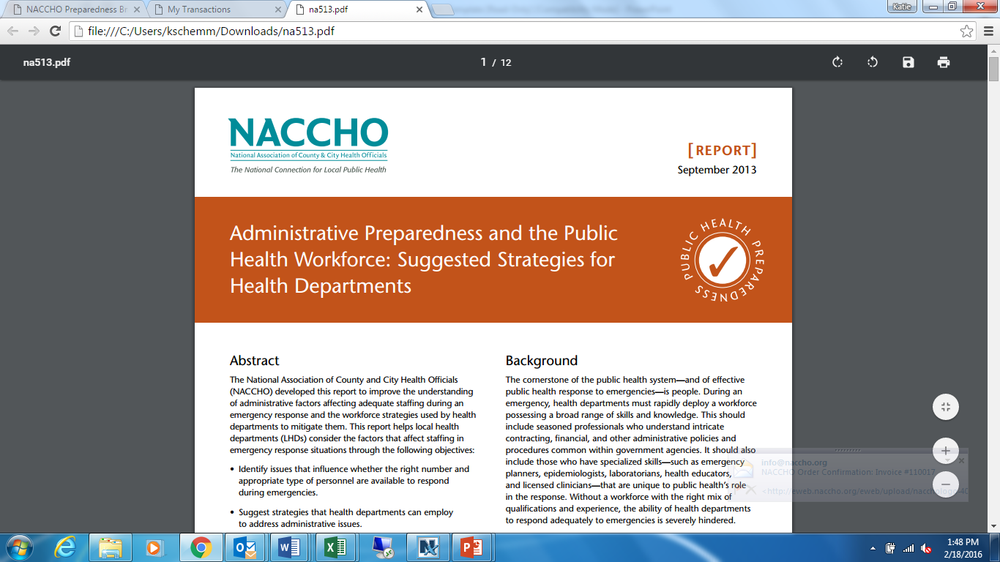 NACCHO Preparedness Br
My Transactions
na513.pdf
Katie
file:///C:/Users/kschemm/Downloads/na513.pdf
na513.pdf
1 / 12
NACCHO
National Association of County & City Health Officials
The National Connection for Local Public Health
[REPORT]
September 2013
Administrative Preparedness and the Public
Health Workforce: Suggested Strategies for
Health Departments
PUBLIC HEALTH PREPAREDNESS
Abstract
The National Association of County and City Health Officials
(NACCHO) developed this report to improve the understanding
of administrative factors affecting adequate staffing during an
emergency response and the workforce strategies used by health
departments to mitigate them. This report helps local health
departments (LHDs) consider the factors that affect staffing in
emergency response situations through the following objectives:
• Identify issues that influence whether the right number and
appropriate type of personnel are available to respond
during emergencies.
• Suggest strategies that health departments can employ
to address administrative issues.
Background
The cornerstone of the public health system—and of effective
public health response to emergencies—is people. During an
emergency, health departments must rapidly deploy a workforce
possessing a broad range of skills and knowledge. This should
include seasoned professionals who understand intricate
contracting, financial, and other administrative policies and
procedures common within government agencies. It should also
include those who have specialized skills—such as emergency
planners, epidemiologists, laboratorians, health educators,
and licensed clinicians—that are unique to public health's role
in the response. Without a workforce with the right mix of
qualifications and experience, the ability of health departments
to respond adequately to emergencies is severely hindered.
info@naccho.org
NACCHO Order Confirmation: Invoice #110017
<http://eweb.naccho.org/eweb/upload/nacchologo
1:48 PM
2/18/2016